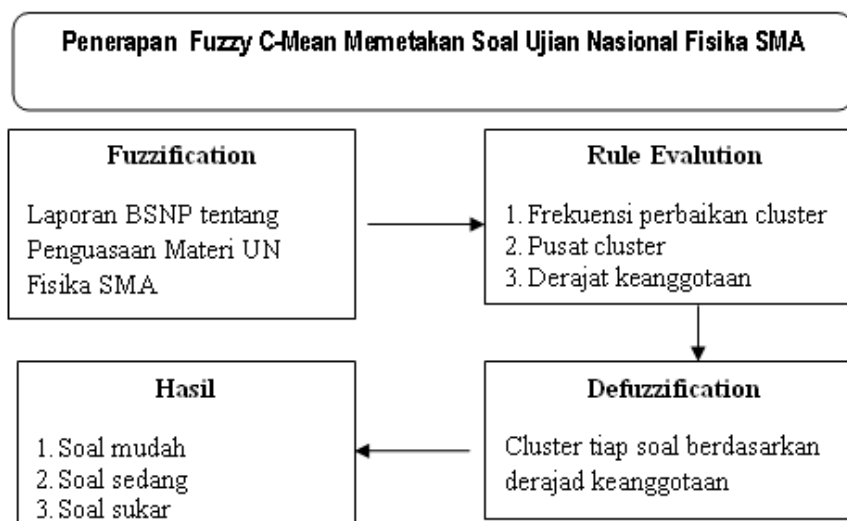 Penerapan Fuzzy C-Mean Memetakan Soal Ujian Nasional Fisika SMA
Fuzzification
Laporan BSNP tentang
Penguasaan Materi UN
Fisika SMA
Rule Evalution
1. Frekuensi perbaikan cluster
2. Pusat cluster
3. Derajat keanggotaan
Defuzzification
Cluster tiap soal berdasarkan
derajad keanggotaan
Hasil
1. Soal mudah
2. Soal sedang
3. Soal sukar